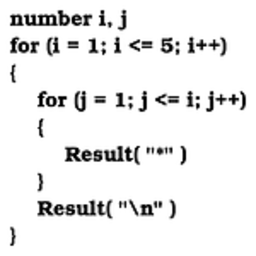 number i, j
for (i = 1; i <= 5; i++)
{
for (j = 1; j <= i; j++)
{
Result( "*" )
}
Result( "\n" )
}